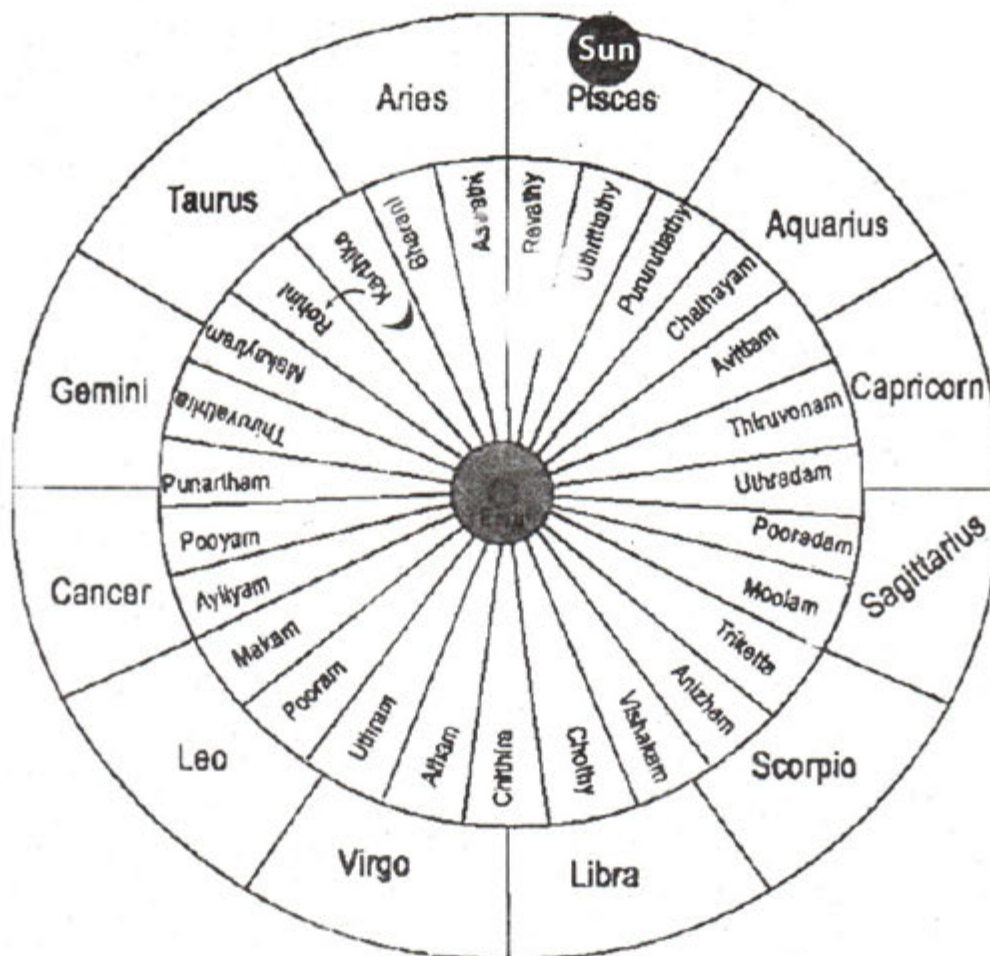 Sun
Pisces
Aries
Taurus
Gemini
Cancer
Leo
Virgo
Libra
Scorpio
Sagittarius
Capricorn
Aquarius
Aswathi
Bharani
Karthika
Rohini
Makayiram
Thiruvathira
Punartham
Pooyam
Ayilyam
Makam
Pooram
Uthram
Atham
Chithira
Chothy
Vishakam
Anizham
Triketta
Moolam
Pooradam
Uthradam
Thiruvonam
Avittam
Chathayam
Pururuttathy
Uthrittathy
Revathy